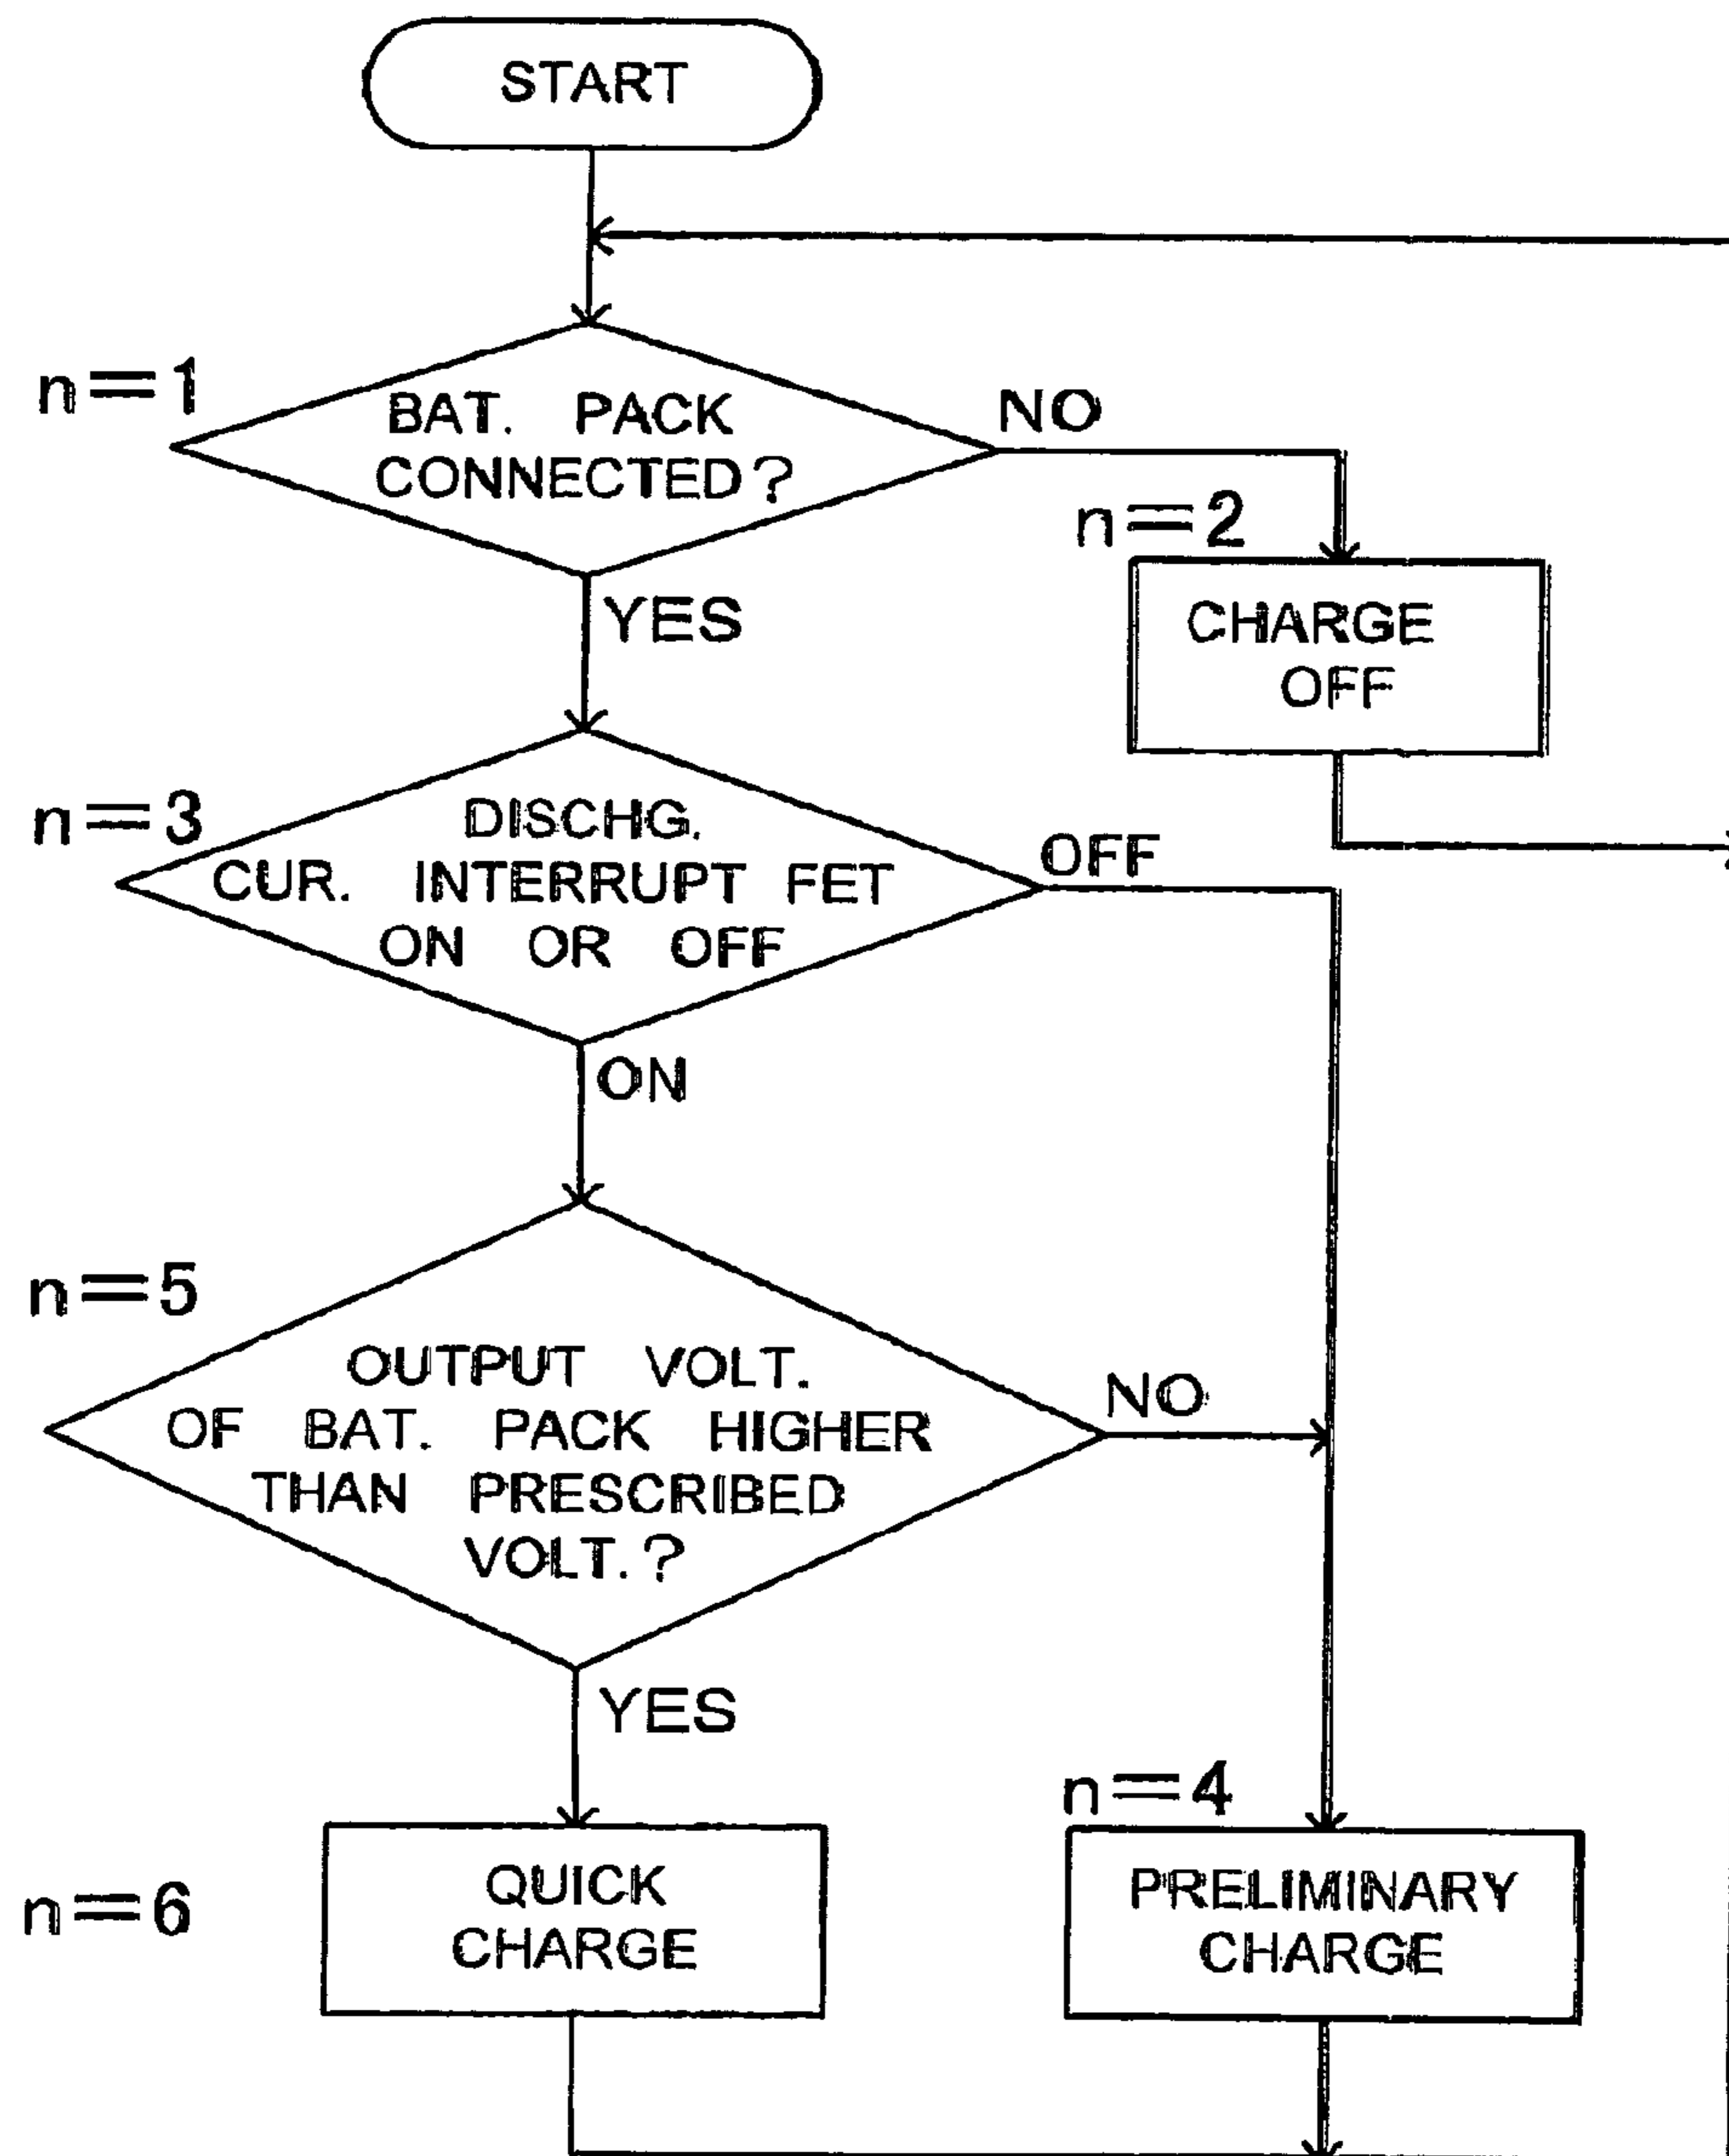 START
n=1
BAT. PACK
CONNECTED?
NO
n=2
CHARGE
OFF
YES
n=3
DISCHG.
CUR. INTERRUPT FET
ON OR OFF
OFF
ON
n=5
OUTPUT VOLT.
OF BAT. PACK HIGHER
THAN PRESCRIBED
VOLT.?
NO
YES
n=4
n=6
QUICK
CHARGE
PRELIMINARY
CHARGE